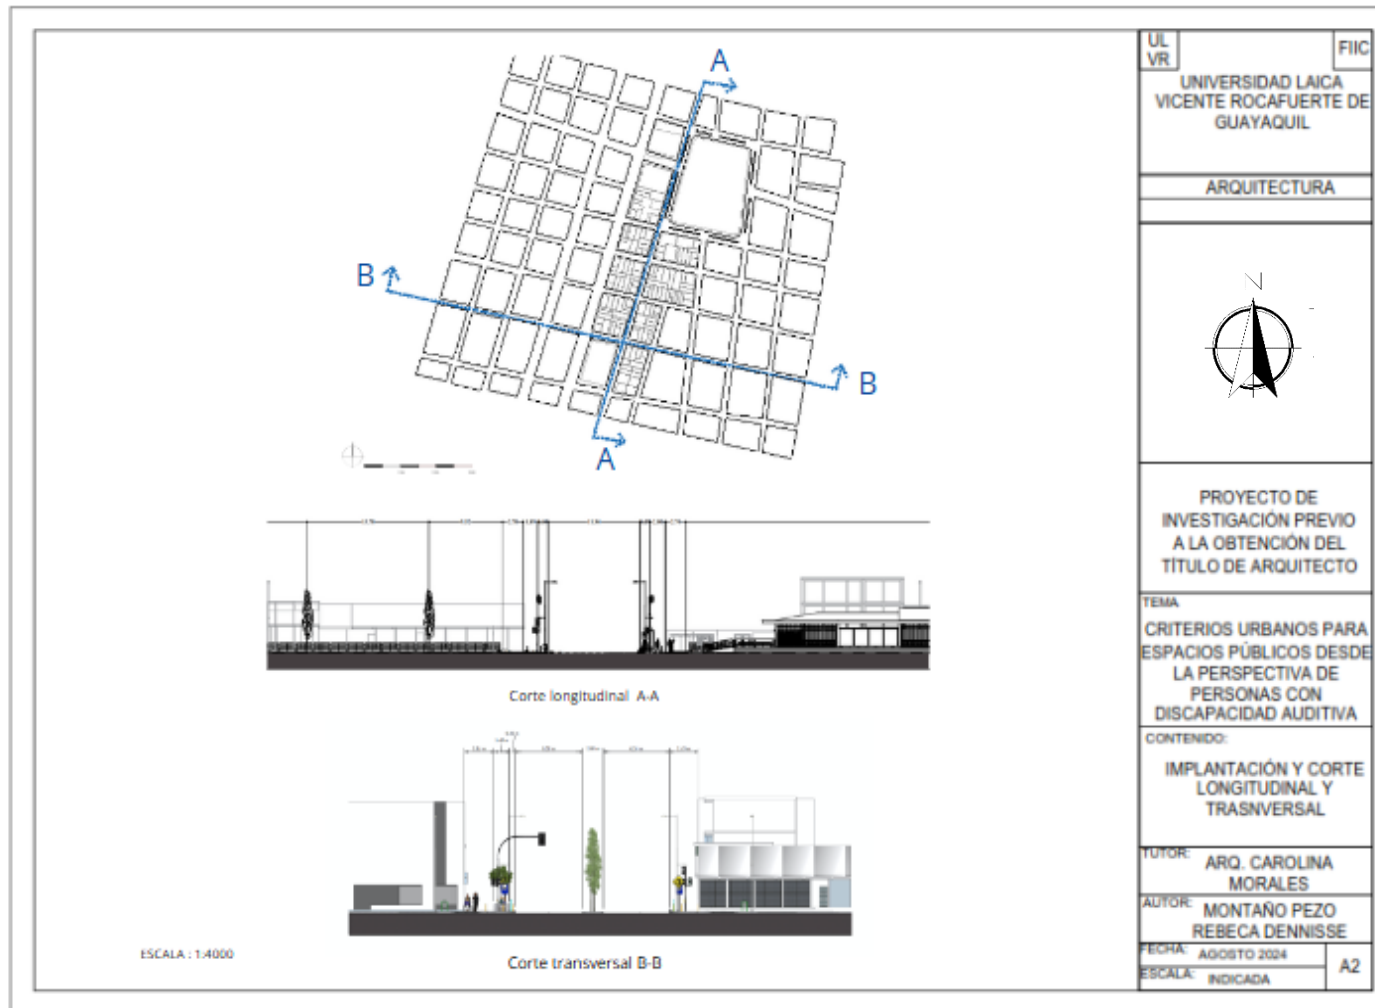 A
B
B
A
Corte longitudinal A-A
Corte transversal B-B
ESCALA : 1:4000
UL
VR
FIIC
UNIVERSIDAD LAICA
VICENTE ROCAFUERTE DE
GUAYAQUIL
ARQUITECTURA
N
PROYECTO DE
INVESTIGACIÓN PREVIO
A LA OBTENCIÓN DEL
TÍTULO DE ARQUITECTO
TEMA
CRITERIOS URBANOS PARA
ESPACIOS PÚBLICOS DESDE
LA PERSPECTIVA DE
PERSONAS CON
DISCAPACIDAD AUDITIVA
CONTENIDO:
IMPLANTACIÓN Y CORTE
LONGITUDINAL Y
TRASNVERSAL
TUTOR:
ARQ. CAROLINA
MORALES
AUTOR:
MONTAÑO PEZO
REBECA DENNISSE
FECHA: AGOSTO 2024
ESCALA: INDICADA
A2